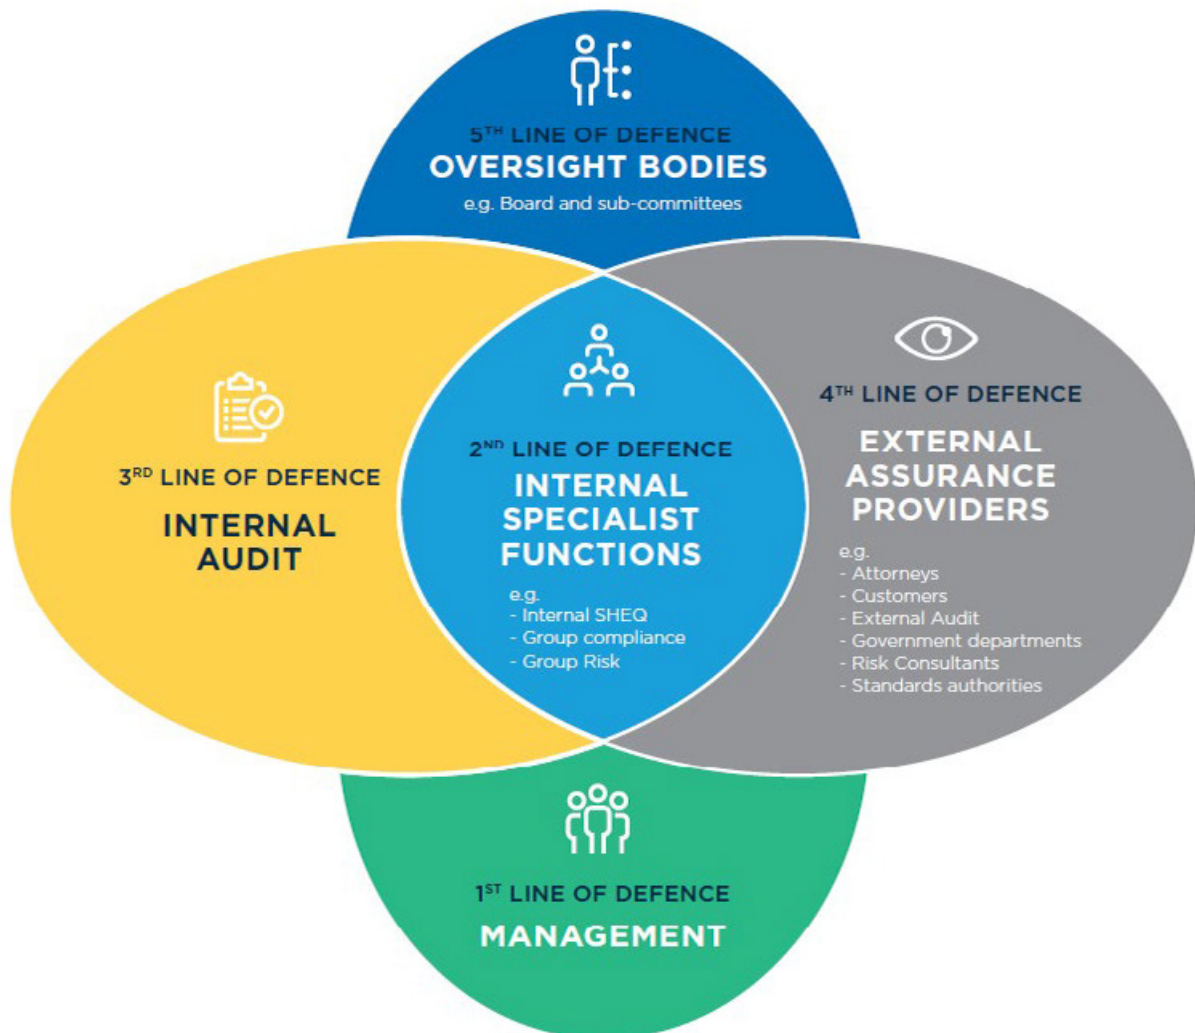 5TH LINE OF DEFENCE
OVERSIGHT BODIES
e.g. Board and sub-committees
3RD LINE OF DEFENCE
INTERNAL
AUDIT
2ND LINE OF DEFENCE
INTERNAL
SPECIALIST
FUNCTIONS
e.g.
- Internal SHEQ
- Group compliance
- Group Risk
4TH LINE OF DEFENCE
EXTERNAL
ASSURANCE
PROVIDERS
e.g.
- Attorneys
- Customers
- External Audit
- Government departments
- Risk Consultants
- Standards authorities
1ST LINE OF DEFENCE
MANAGEMENT